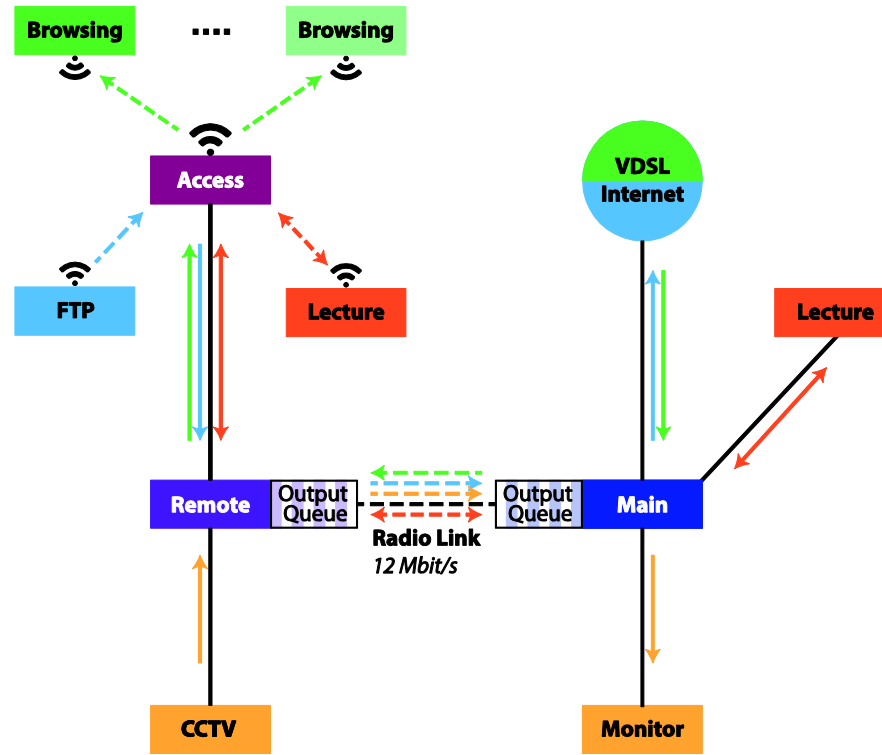 Browsing
....
Browsing
Access
VDSL
Internet
FTP
Lecture
Lecture
Remote
Output
Queue
Output
Queue
Main
Radio Link
12 Mbit/s
CCTV
Monitor